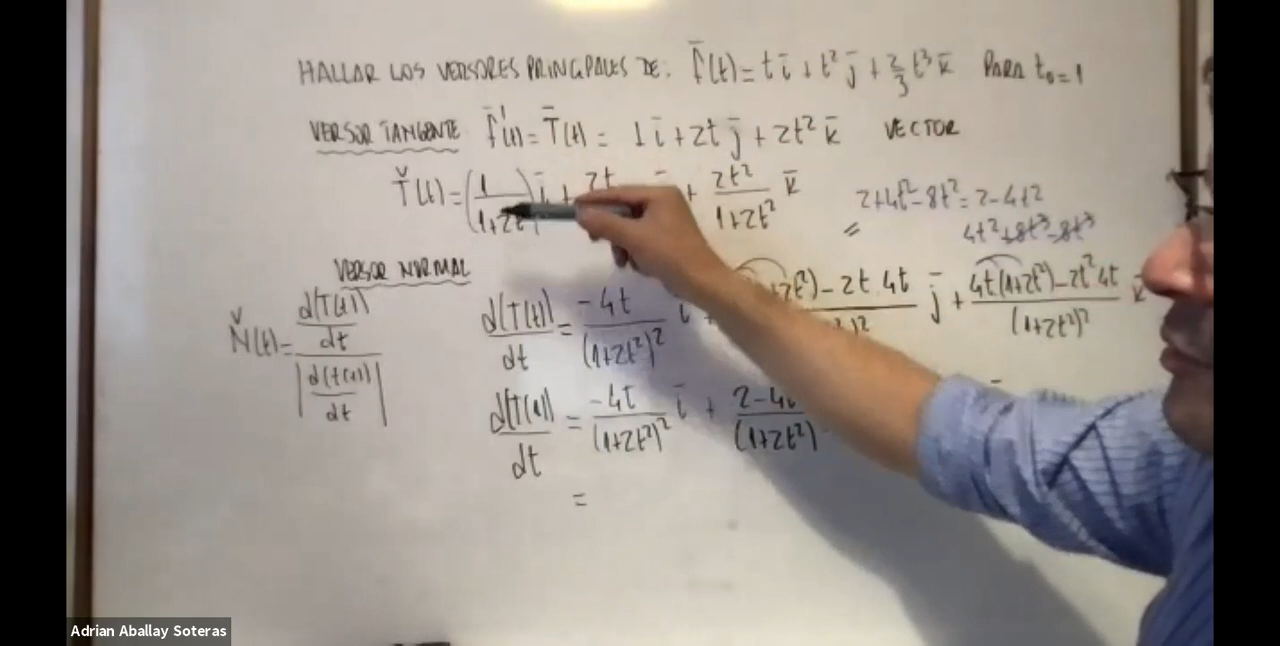 HALLAR LOS VERSORES PRINCIPALES DE: f̄(t) = t ī + t² j̄ + 2/3 t³ k̄ PARA t₀=1
VERSOR TANGENTE f̄'(t) = T̄(t) = 1 ī + 2t j̄ + 2t² k̄ VECTOR
Ť(t) = (1/1+2t²) ī + 2t + 2t²/1+2t² k̄
2+4t²-8t² = 2-4t2
=
4t²+8t³-8t³
VERSOR NORMAL
Ň(t) = d(T(t))/dt / |d(t(t))/dt|
d(T(t))/dt = -4t/(1+2t²)² ī +2t²)-2t.4t j̄ + 4t(1+2t²)-2t²4t/(1+2t²)² k̄
d(T(t))/dt = -4t/(1+2t²)² ī + 2-4t/(1+2t²)
=
Adrian Aballay Soteras